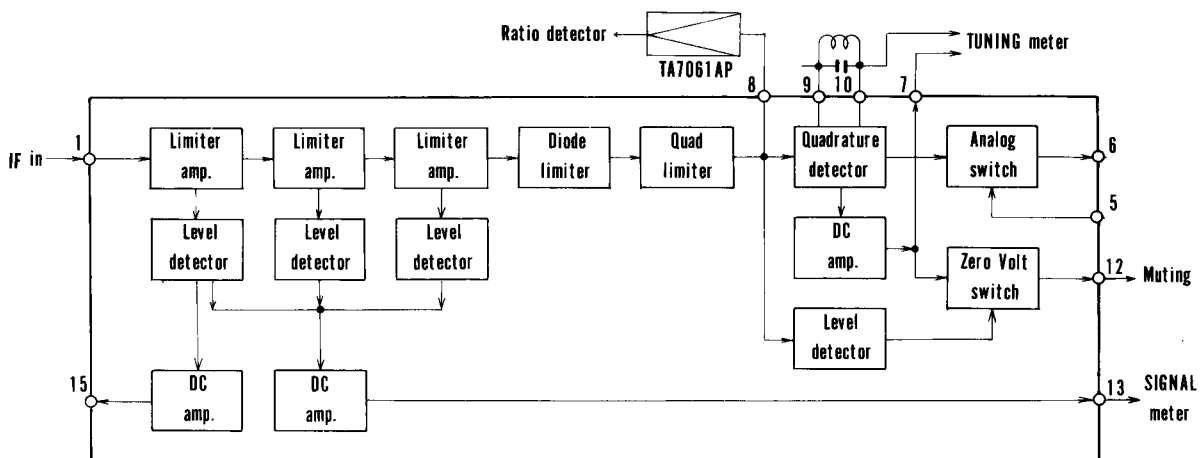 Ratio detector
TA7061AP
TUNING meter
8
9
10
7
1
IF in
Limiter
amp.
Limiter
amp.
Limiter
amp.
Diode
limiter
Quad
limiter
Quadrature
detector
Analog
switch
6
5
Level
detector
Level
detector
Level
detector
DC
amp.
Zero Volt
switch
12
Muting
Level
detector
15
DC
amp.
DC
amp.
13
SIGNAL
meter